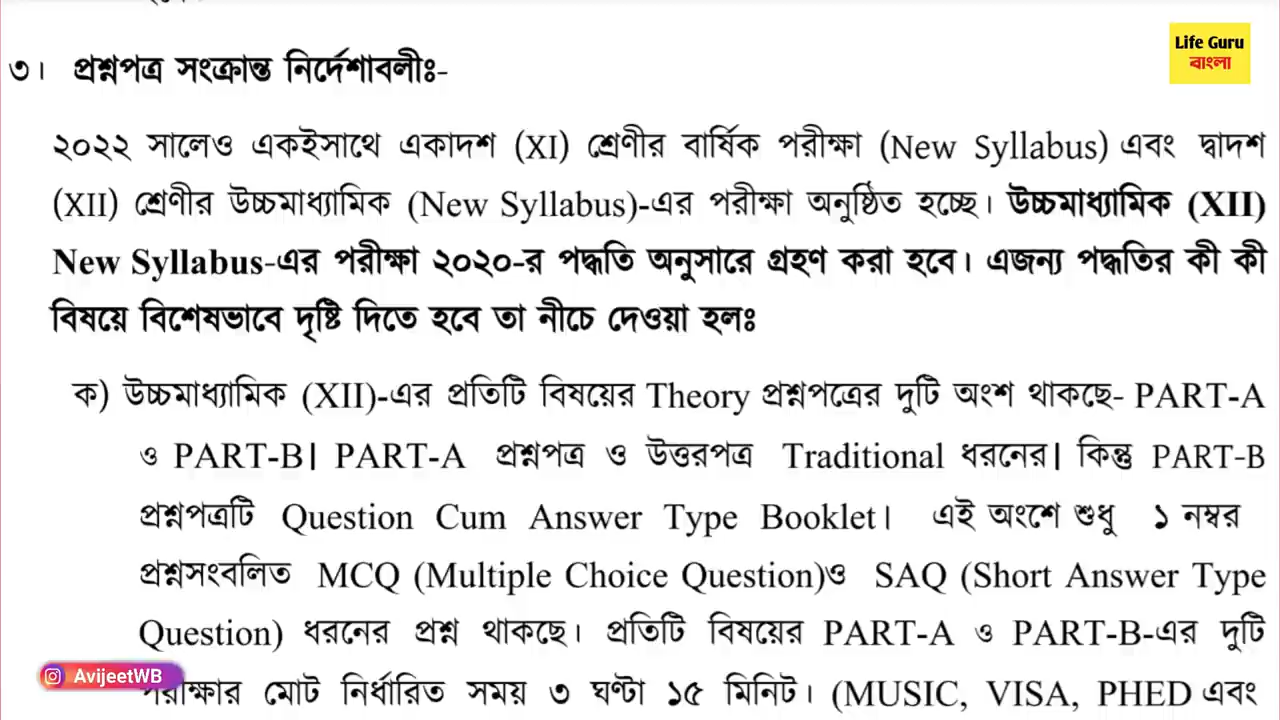 ৩। প্রশ্নপত্র সংক্রান্ত নির্দেশাবলীঃ-
Life Guru
বাংলা
২০২২ সালেও একইসাথে একাদশ (XI) শ্রেণীর বার্ষিক পরীক্ষা (New Syllabus) এবং দ্বাদশ
(XII) শ্রেণীর উচ্চমাধ্যামিক (New Syllabus)-এর পরীক্ষা অনুষ্ঠিত হচ্ছে। উচ্চমাধ্যামিক (XII)
New Syllabus-এর পরীক্ষা ২০২০-র পদ্ধতি অনুসারে গ্রহণ করা হবে। এজন্য পদ্ধতির কী কী
বিষয়ে বিশেষভাবে দৃষ্টি দিতে হবে তা নীচে দেওয়া হলঃ
ক) উচ্চমাধ্যামিক (XII)-এর প্রতিটি বিষয়ের Theory প্রশ্নপত্রের দুটি অংশ থাকছে- PART-A
ও PART-B। PART-A প্রশ্নপত্র ও উত্তরপত্র Traditional ধরনের। কিন্তু PART-B
প্রশ্নপত্রটি Question Cum Answer Type Booklet। এই অংশে শুধু ১ নম্বর
প্রশ্নসংবলিত MCQ (Multiple Choice Question)ও SAQ (Short Answer Type
Question) ধরনের প্রশ্ন থাকছে। প্রতিটি বিষয়ের PART-A ও PART-B-এর দুটি
পরীক্ষার মোট নির্ধারিত সময় ৩ ঘণ্টা ১৫ মিনিট। (MUSIC, VISA, PHED এবং
AvijeetWB